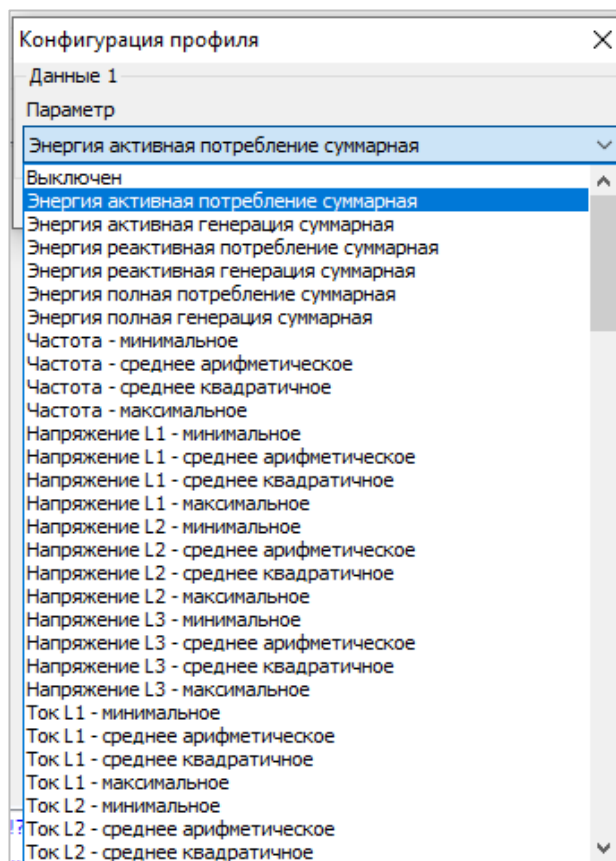 Конфигурация профиля
Данные 1
Параметр
Энергия активная потребление суммарная
Выключен
Энергия активная потребление суммарная
Энергия активная генерация суммарная
Энергия реактивная потребление суммарная
Энергия реактивная генерация суммарная
Энергия полная потребление суммарная
Энергия полная генерация суммарная
Частота - минимальное
Частота - среднее арифметическое
Частота - среднее квадратичное
Частота - максимальное
Напряжение L1 - минимальное
Напряжение L1 - среднее арифметическое
Напряжение L1 - среднее квадратичное
Напряжение L1 - максимальное
Напряжение L2 - минимальное
Напряжение L2 - среднее арифметическое
Напряжение L2 - среднее квадратичное
Напряжение L2 - максимальное
Напряжение L3 - минимальное
Напряжение L3 - среднее арифметическое
Напряжение L3 - среднее квадратичное
Напряжение L3 - максимальное
Ток L1 - минимальное
Ток L1 - среднее арифметическое
Ток L1 - среднее квадратичное
Ток L1 - максимальное
Ток L2 - минимальное
Ток L2 - среднее арифметическое
Ток L2 - среднее квадратичное